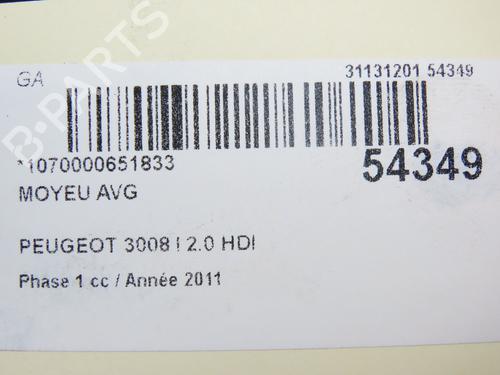 GA
31131201 54349
*1070000651833
54349
MOYEU AVG
PEUGEOT 3008 I 2.0 HDI
Phase 1 cc / Année 2011
B-PARTS